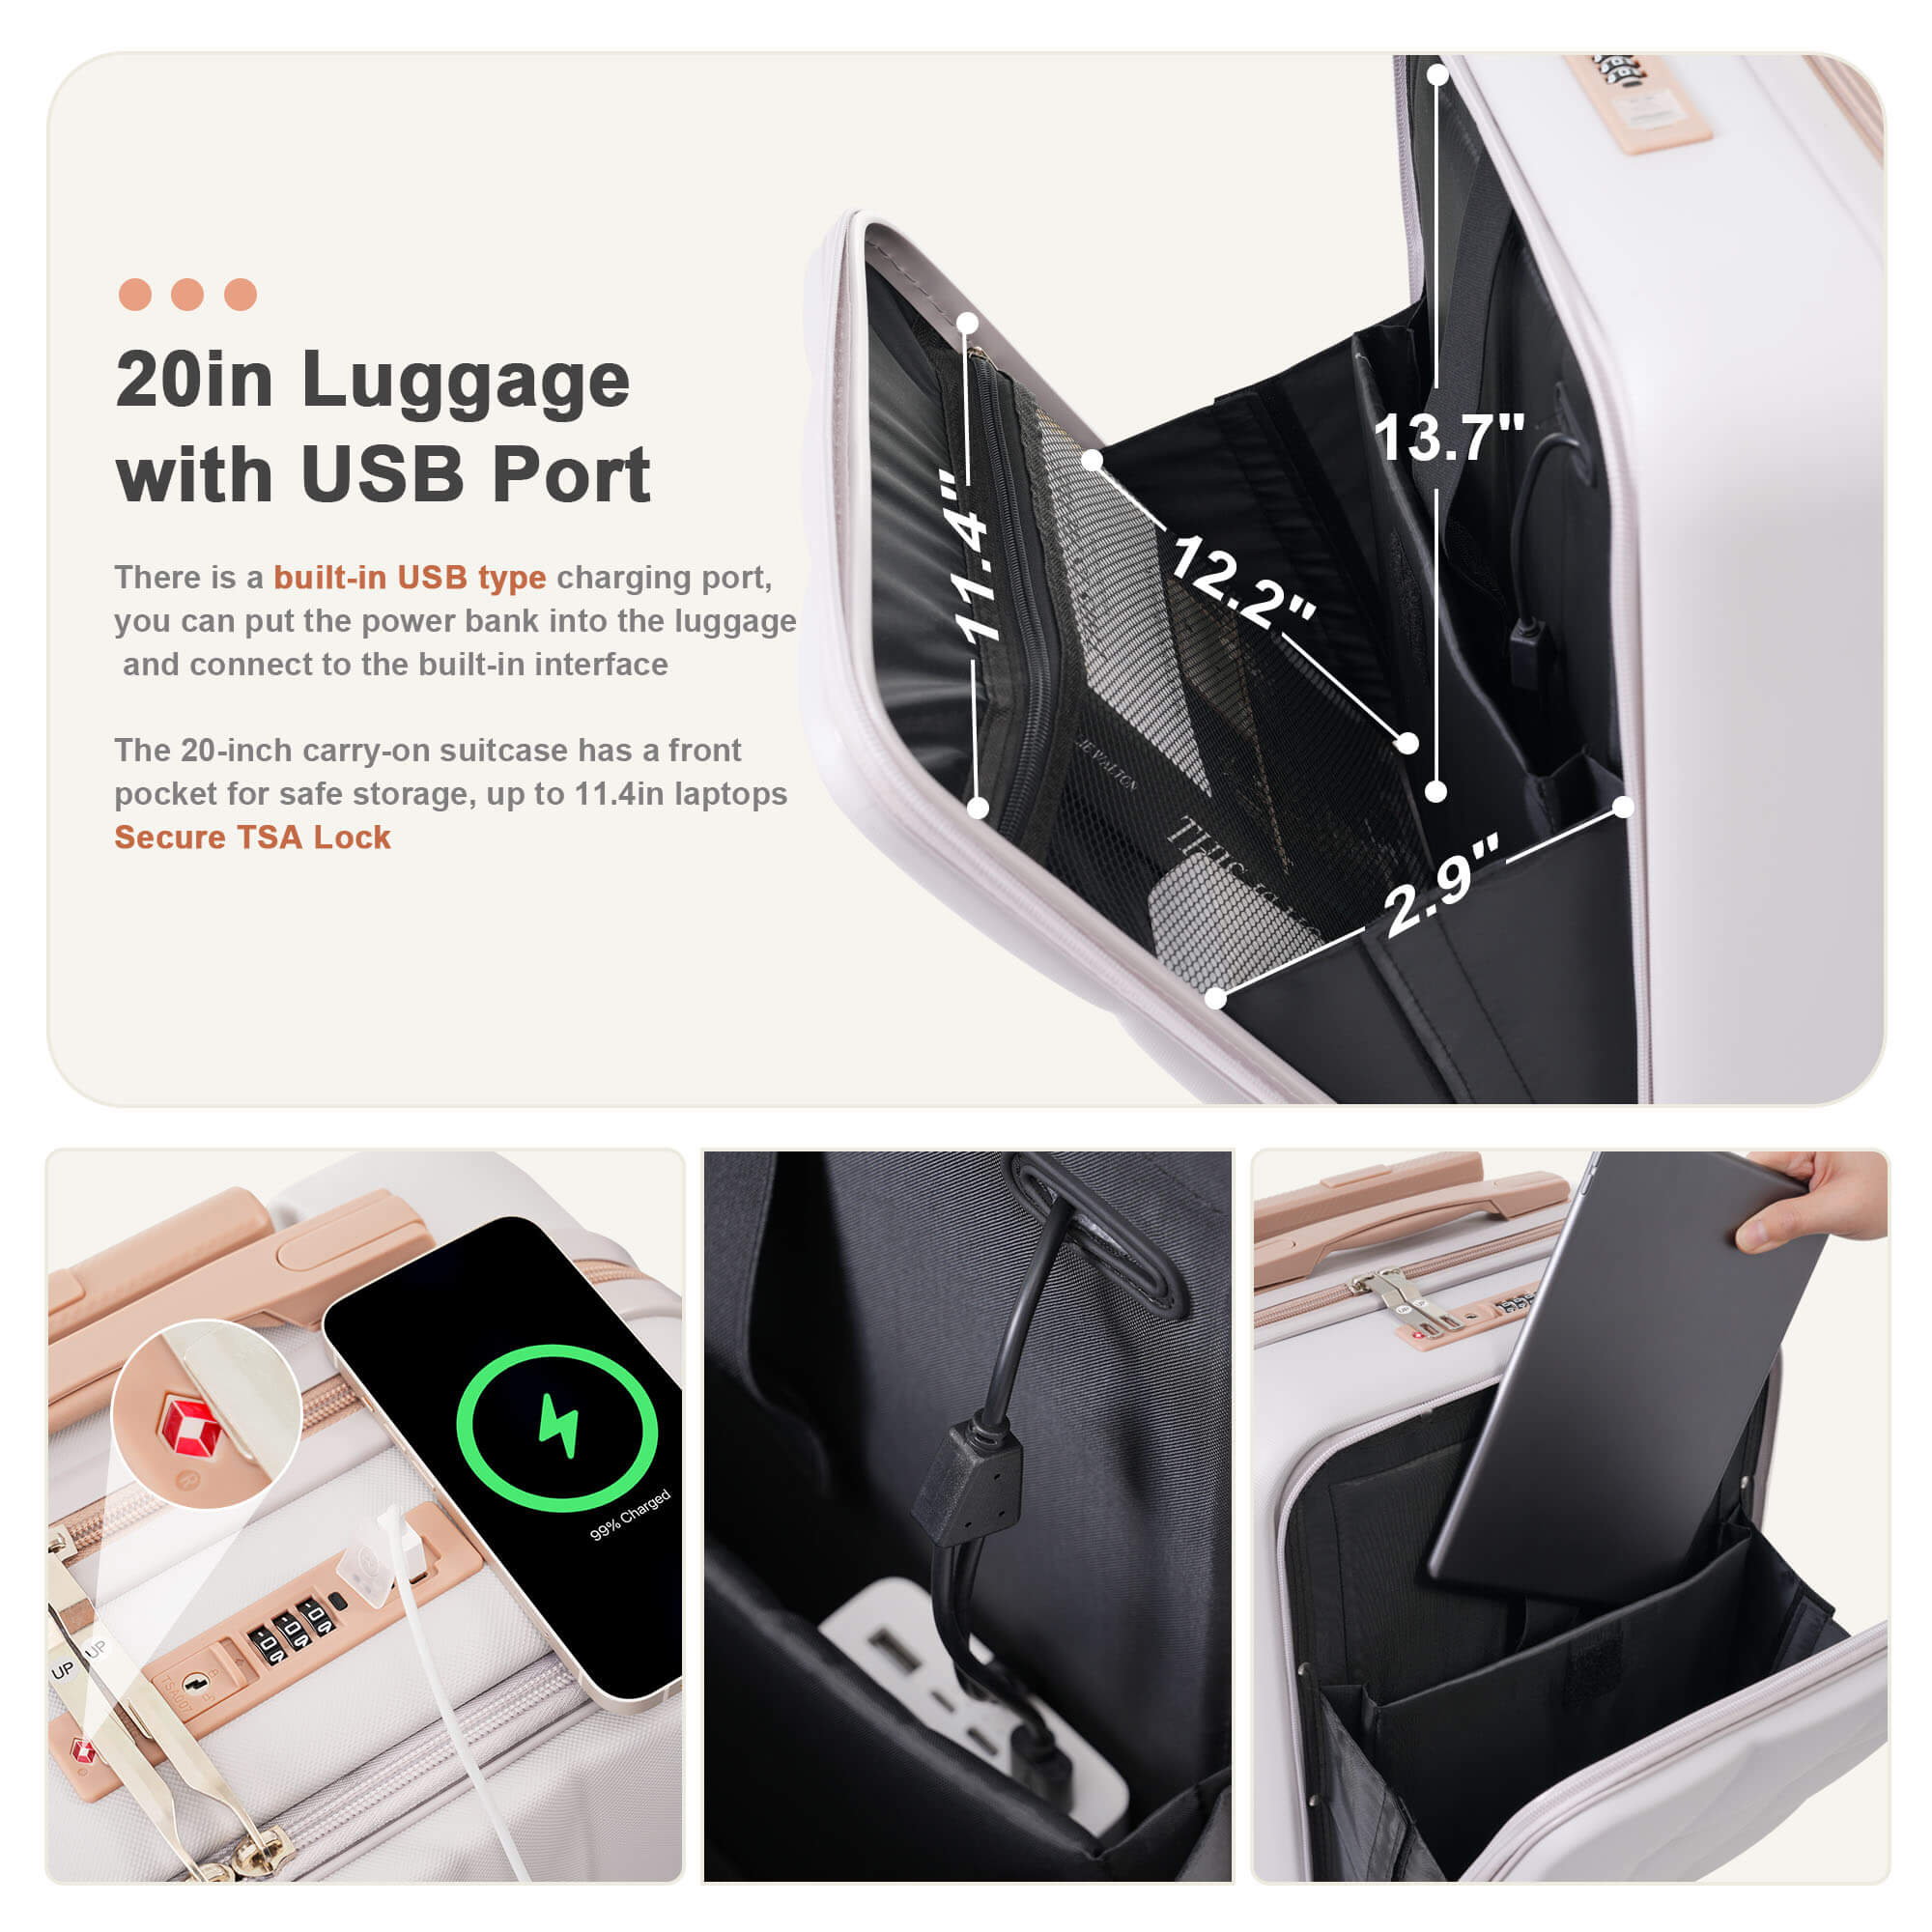 20in Luggage
with USB Port
There is a built-in USB type charging port,
you can put the power bank into the luggage
and connect to the built-in interface
The 20-inch carry-on suitcase has a front
pocket for safe storage, up to 11.4in laptops
Secure TSA Lock
13.7"
11.4"
12.2"
2.9"
WALTON
THIS
99% Charged
UP
UP
TSA007
R